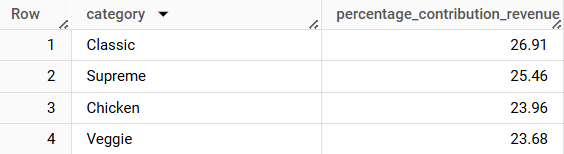 Row category percentage_contribution_revenue
1 Classic 26.91
2 Supreme 25.46
3 Chicken 23.96
4 Veggie 23.68